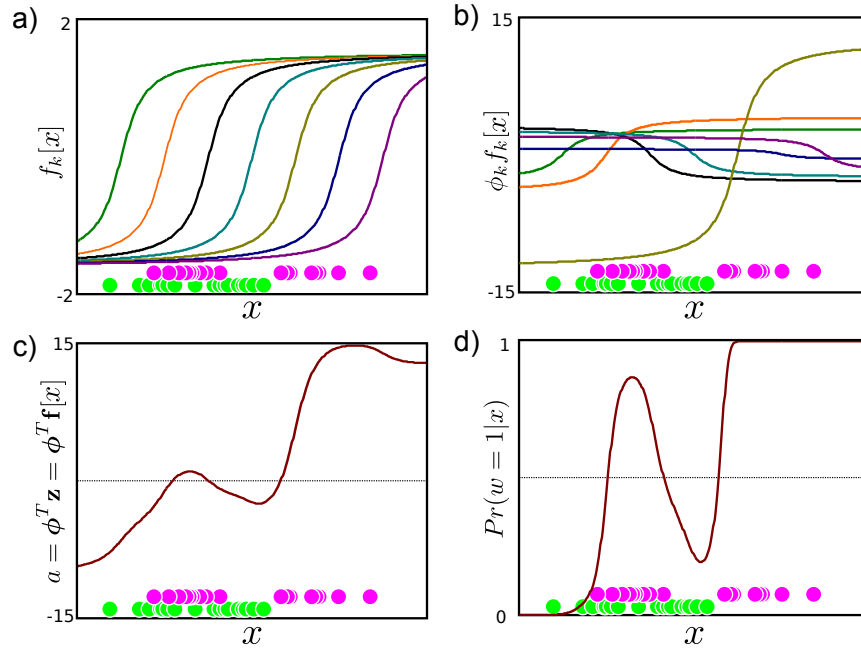 a)
2
f_k[x]
-2
x
b)
15
ϕ_k f_k[x]
-15
x
c)
15
a = ϕ^T z = ϕ^T f[x]
-15
x
d)
1
Pr(w = 1|x)
0
x